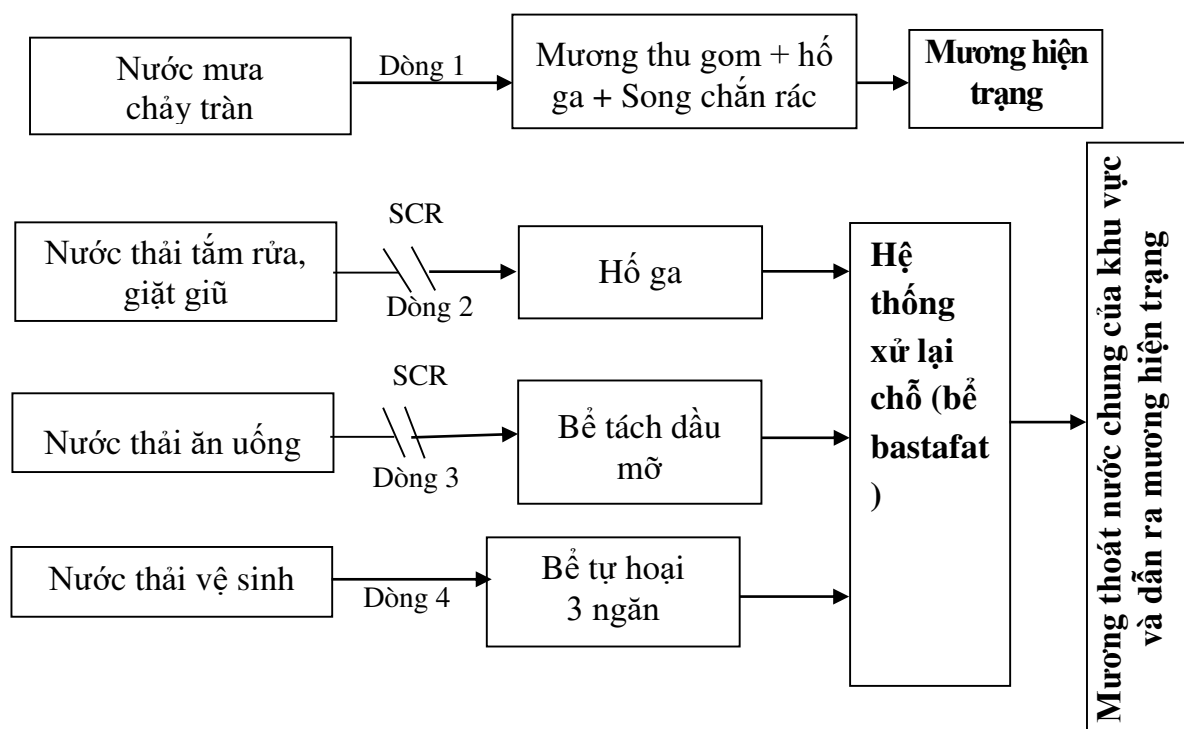 Nước mưa
chảy tràn
Dòng 1
Mương thu gom + hố
ga + Song chắn rác
Mương hiện
trạng
Nước thải tắm rửa,
giặt giũ
SCR
Dòng 2
Hố ga
Nước thải ăn uống
SCR
Dòng 3
Bể tách dầu
mỡ
Nước thải vệ sinh
Dòng 4
Bể tự hoại
3 ngăn
Hệ
thống
xử lại
chỗ (bể
bastafat
)
Mương thoát nước chung của khu vực
và dẫn ra mương hiện trạng